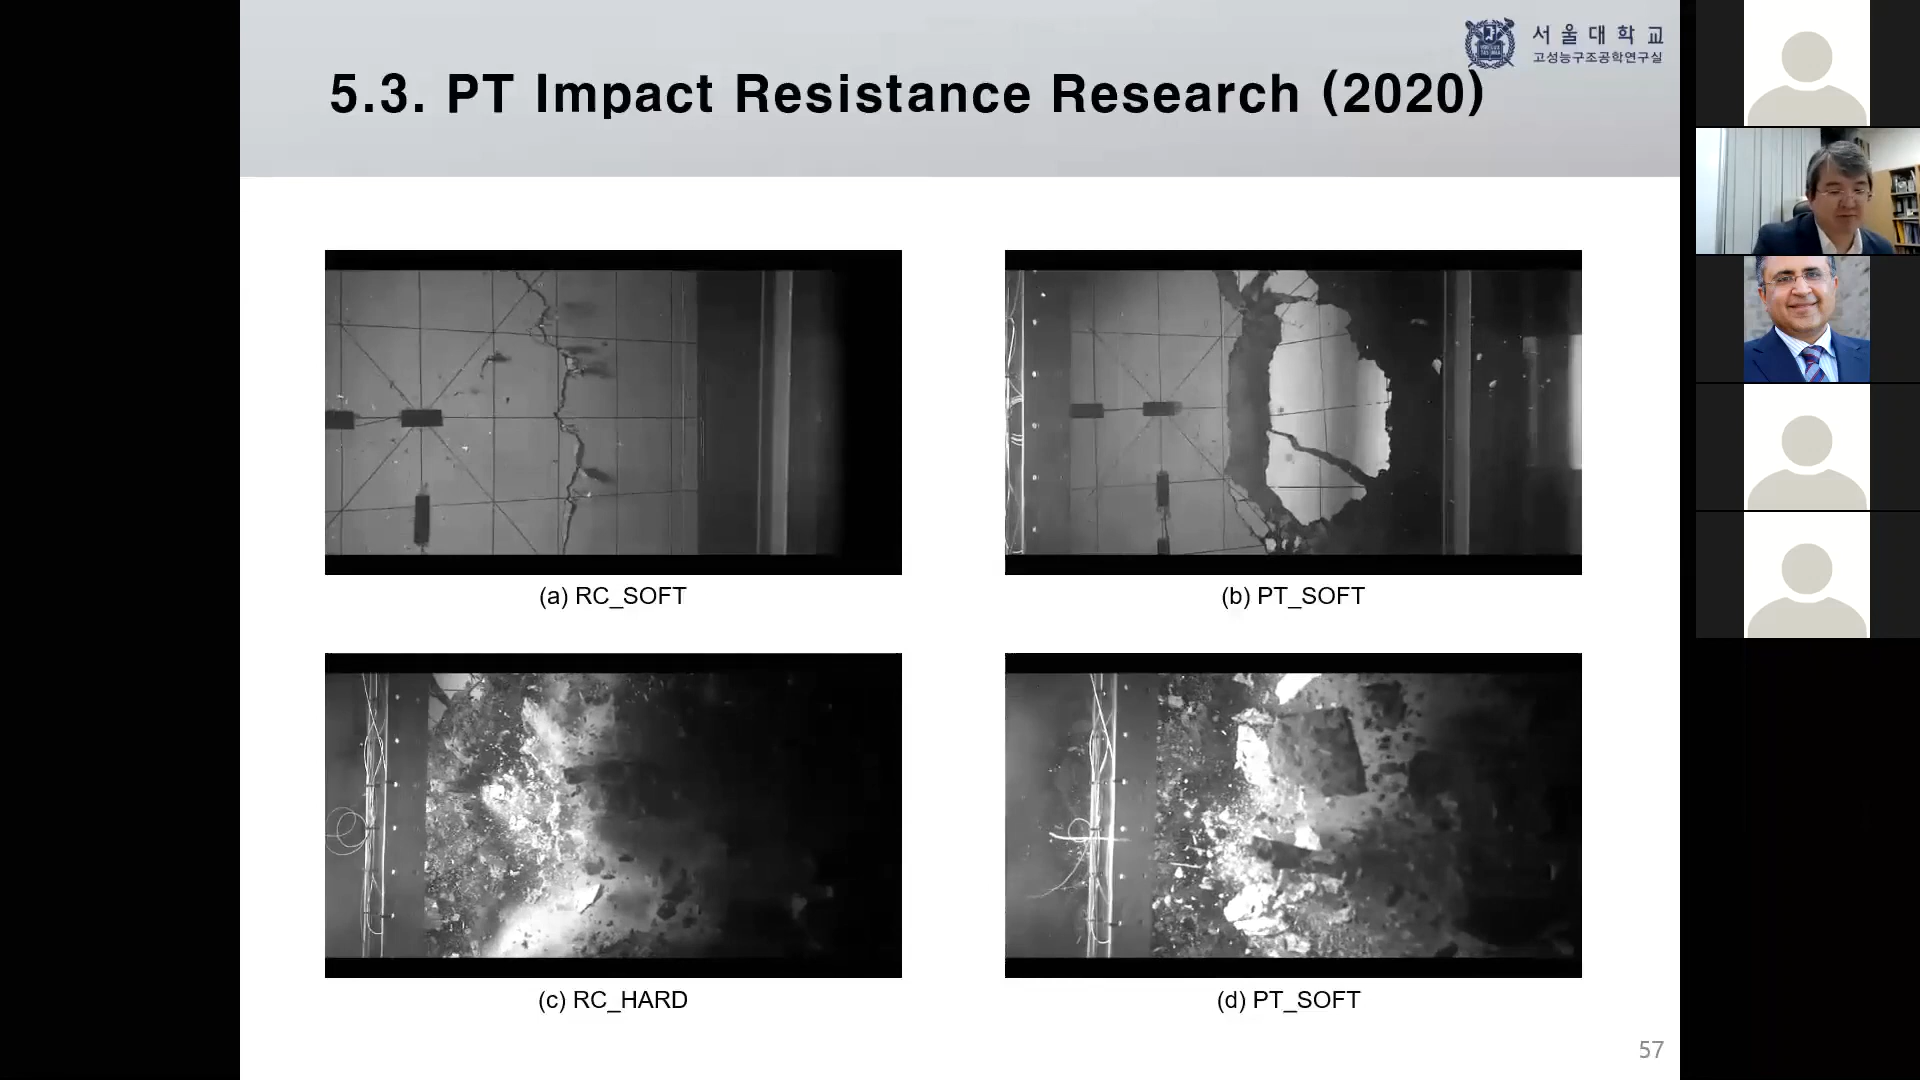 서울대학교
고성능구조공학연구실
5.3. PT Impact Resistance Research (2020)
(a) RC_SOFT
(b) PT_SOFT
(c) RC_HARD
(d) PT_SOFT
57